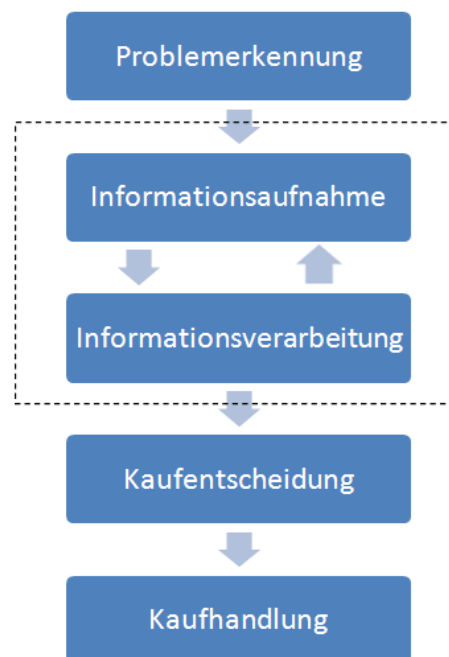 Problemerkennung
Informationsaufnahme
Informationsverarbeitung
Kaufentscheidung
Kaufhandlung